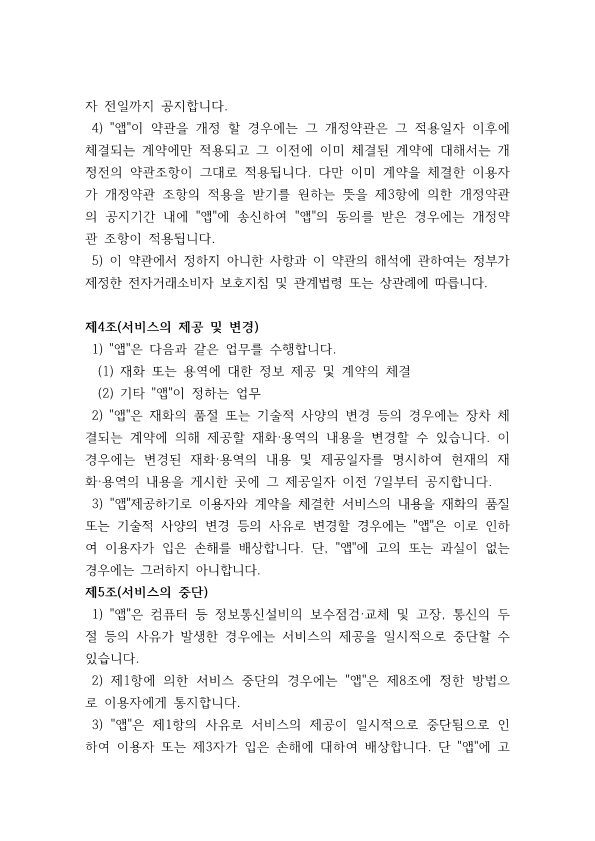 자 전일까지 공지합니다.
4) "앱"이 약관을 개정 할 경우에는 그 개정약관은 그 적용일자 이후에
체결되는 계약에만 적용되고 그 이전에 이미 체결된 계약에 대해서는 개
정전의 약관조항이 그대로 적용됩니다. 다만 이미 계약을 체결한 이용자
가 개정약관 조항의 적용을 받기를 원하는 뜻을 제3항에 의한 개정약관
의 공지기간 내에 "앱"에 송신하여 "앱"의 동의를 받은 경우에는 개정약
관 조항이 적용됩니다.
5) 이 약관에서 정하지 아니한 사항과 이 약관의 해석에 관하여는 정부가
제정한 전자거래소비자 보호지침 및 관계법령 또는 상관례에 따릅니다.
제4조(서비스의 제공 및 변경)
1) "앱"은 다음과 같은 업무를 수행합니다.
(1) 재화 또는 용역에 대한 정보 제공 및 계약의 체결
(2) 기타 "앱"이 정하는 업무
2) "앱"은 재화의 품절 또는 기술적 사양의 변경 등의 경우에는 장차 체
결되는 계약에 의해 제공할 재화·용역의 내용을 변경할 수 있습니다. 이
경우에는 변경된 재화·용역의 내용 및 제공일자를 명시하여 현재의 재
화·용역의 내용을 게시한 곳에 그 제공일자 이전 7일부터 공지합니다.
3) "앱"제공하기로 이용자와 계약을 체결한 서비스의 내용을 재화의 품질
또는 기술적 사양의 변경 등의 사유로 변경할 경우에는 "앱"은 이로 인하
여 이용자가 입은 손해를 배상합니다. 단, "앱"에 고의 또는 과실이 없는
경우에는 그러하지 아니합니다.
제5조(서비스의 중단)
1) "앱"은 컴퓨터 등 정보통신설비의 보수점검·교체 및 고장, 통신의 두
절 등의 사유가 발생한 경우에는 서비스의 제공을 일시적으로 중단할 수
있습니다.
2) 제1항에 의한 서비스 중단의 경우에는 "앱"은 제8조에 정한 방법으
로 이용자에게 통지합니다.
3) "앱"은 제1항의 사유로 서비스의 제공이 일시적으로 중단됨으로 인
하여 이용자 또는 제3자가 입은 손해에 대하여 배상합니다. 단 "앱"에 고